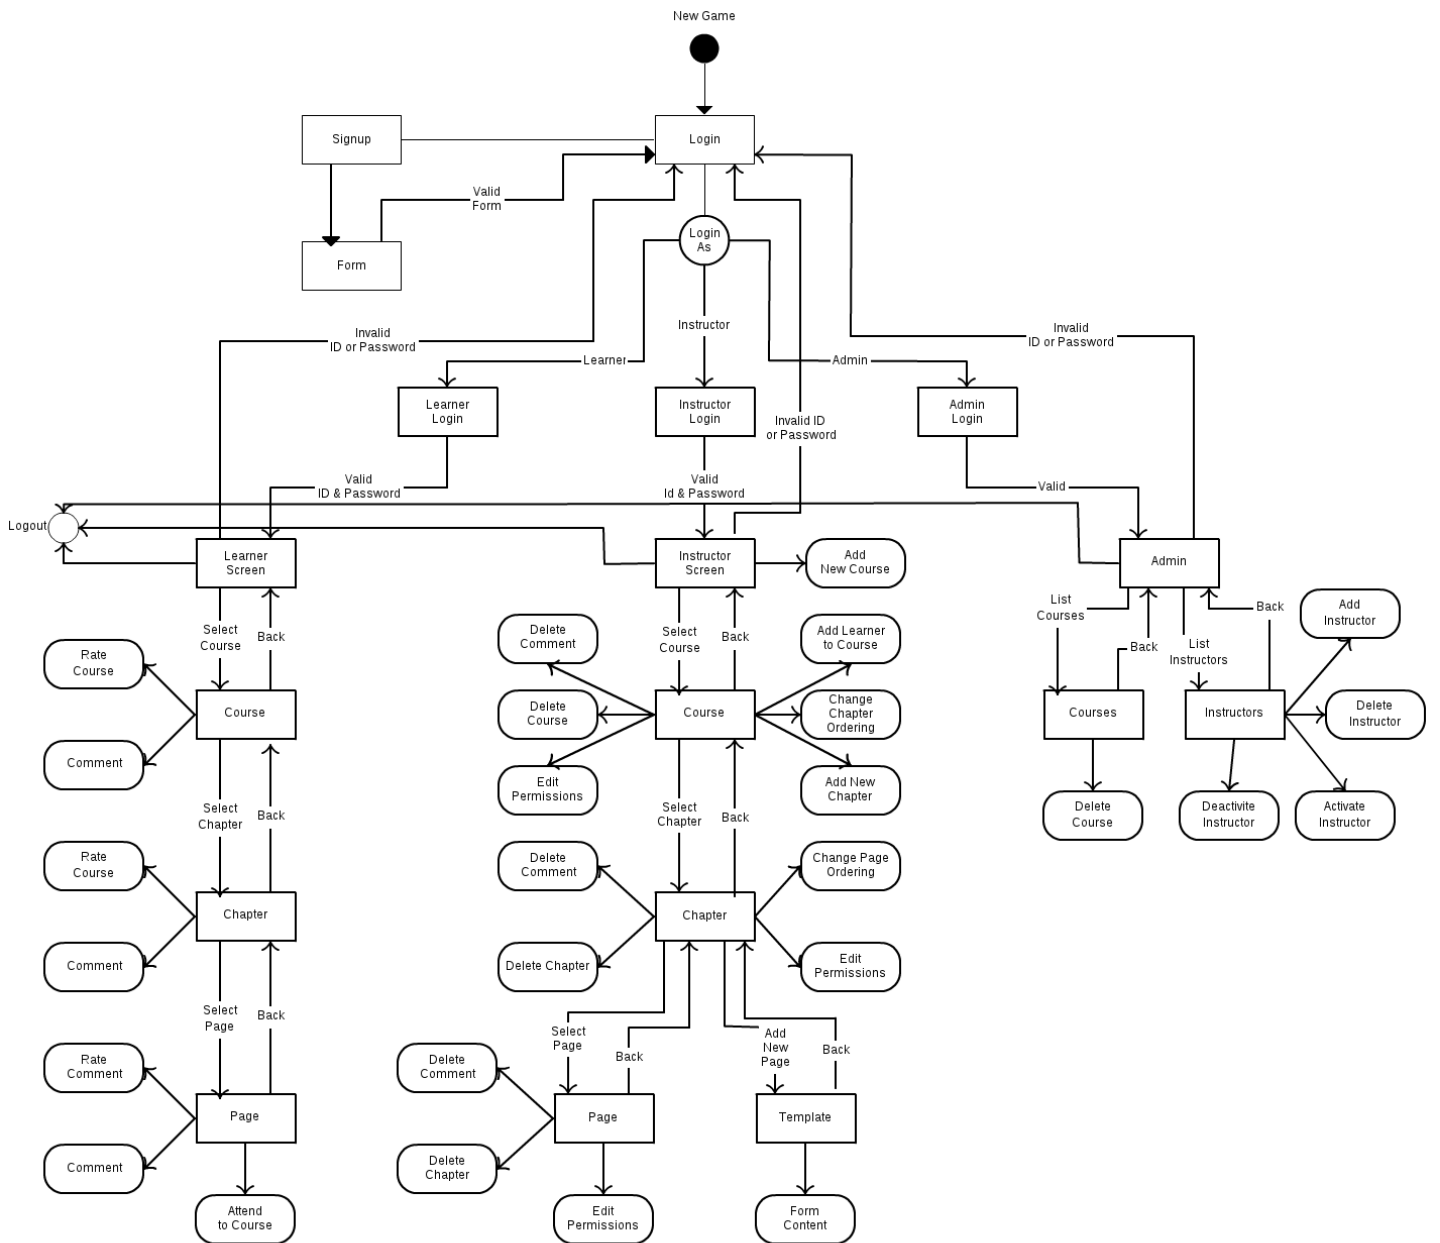 New Game
Signup
Login
Valid
Form
Login
As
Form
Invalid
ID or Password
Instructor
Invalid
ID or Password
Learner
Admin
Learner
Login
Instructor
Login
Admin
Login
Invalid ID
or Password
Valid
ID & Password
Valid
Id & Password
Valid
Logout
Learner
Screen
Instructor
Screen
Add
New Course
Admin
List
Courses
Back
Add
Instructor
Select
Course
Back
Delete
Comment
Select
Course
Back
Add Learner
to Course
Back
List
Instructors
Rate
Course
Course
Delete
Course
Course
Change
Chapter
Ordering
Courses
Instructors
Delete
Instructor
Comment
Edit
Permissions
Add New
Chapter
Select
Chapter
Back
Select
Chapter
Back
Delete
Course
Deactivite
Instructor
Activate
Instructor
Rate
Course
Delete
Comment
Change Page
Ordering
Chapter
Chapter
Comment
Delete Chapter
Edit
Permissions
Select
Page
Back
Select
Page
Back
Add
New
Page
Back
Rate
Comment
Delete
Comment
Page
Page
Template
Comment
Delete
Chapter
Attend
to Course
Edit
Permissions
Form
Content